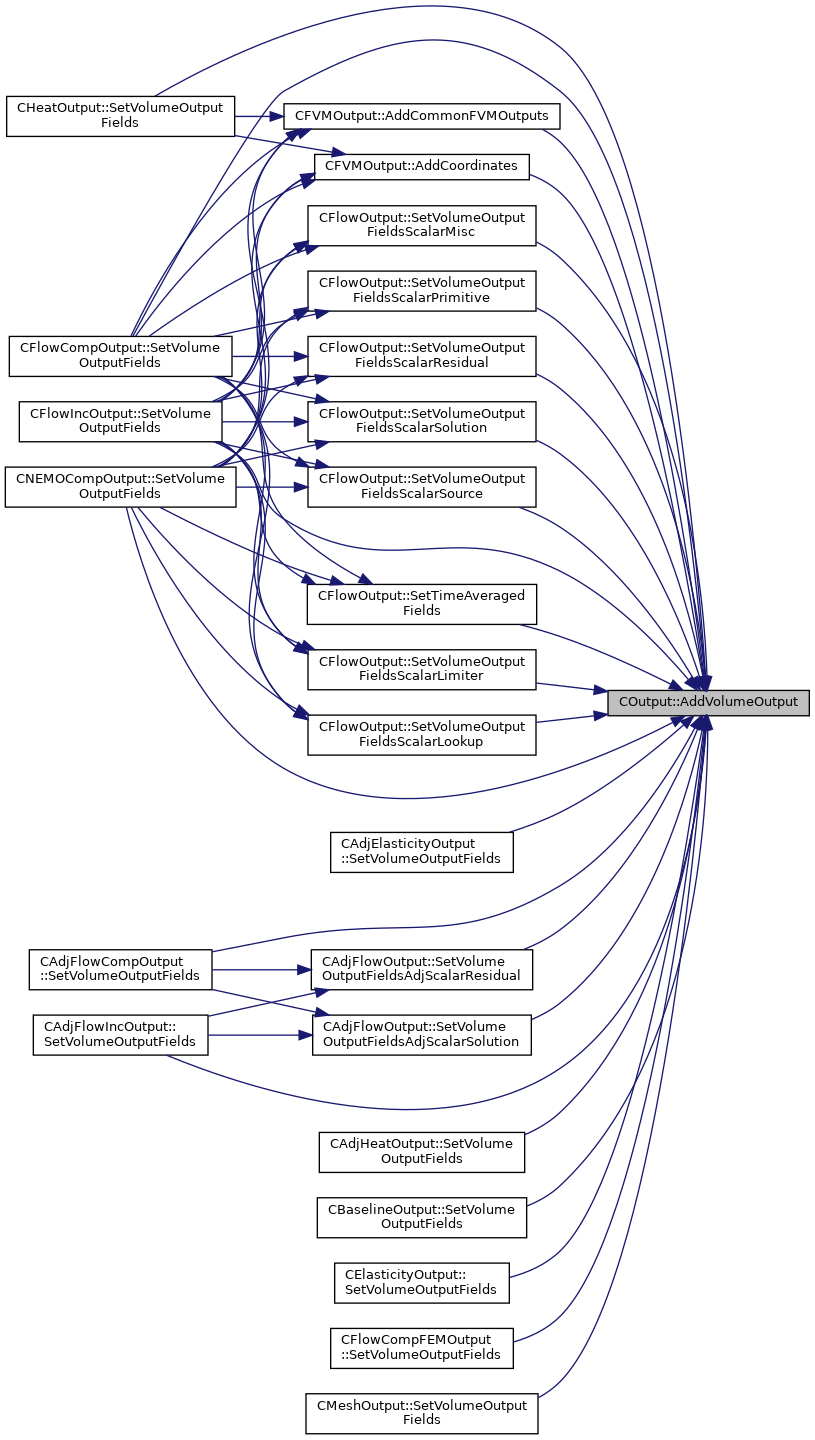 CHeatOutput::SetVolumeOutput
Fields
CFVMOutput::AddCommonFVMOutputs
CFVMOutput::AddCoordinates
CFlowOutput::SetVolumeOutput
FieldsScalarMisc
CFlowOutput::SetVolumeOutput
FieldsScalarPrimitive
CFlowCompOutput::SetVolume
OutputFields
CFlowOutput::SetVolumeOutput
FieldsScalarResidual
CFlowIncOutput::SetVolume
OutputFields
CFlowOutput::SetVolumeOutput
FieldsScalarSolution
CNEMOCompOutput::SetVolume
OutputFields
CFlowOutput::SetVolumeOutput
FieldsScalarSource
CFlowOutput::SetTimeAveraged
Fields
CFlowOutput::SetVolumeOutput
FieldsScalarLimiter
COutput::AddVolumeOutput
CFlowOutput::SetVolumeOutput
FieldsScalarLookup
CAdjElasticityOutput
::SetVolumeOutputFields
CAdjFlowCompOutput
::SetVolumeOutputFields
CAdjFlowOutput::SetVolume
OutputFieldsAdjScalarResidual
CAdjFlowIncOutput::
SetVolumeOutputFields
CAdjFlowOutput::SetVolume
OutputFieldsAdjScalarSolution
CAdjHeatOutput::SetVolume
OutputFields
CBaselineOutput::SetVolume
OutputFields
CElasticityOutput::
SetVolumeOutputFields
CFlowCompFEMOutput
::SetVolumeOutputFields
CMeshOutput::SetVolumeOutput
Fields